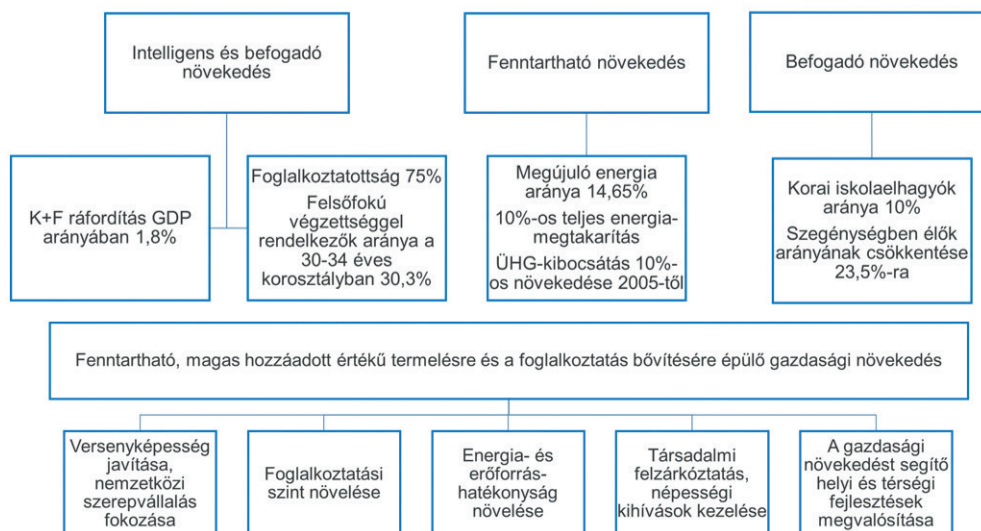 Intelligens és befogadó
növekedés
Fenntartható növekedés
Befogadó növekedés
K+F ráfordítás GDP
arányában 1,8%
Foglalkoztatottság 75%
Felsőfokú
végzettséggel
rendelkezők aránya a
30-34 éves
korosztályban 30,3%
Megújuló energia
aránya 14,65%
10%-os teljes energia-
megtakarítás
ÜHG-kibocsátás 10%-
os növekedése 2005-től
Korai iskolaelhagyók
aránya 10%
Szegénységben élők
arányának csökkentése
23,5%-ra
Fenntartható, magas hozzáadott értékű termelésre és a foglalkoztatás bővítésére épülő gazdasági növekedés
Versenyképesség
javítása,
nemzetközi
szerepvállalás
fokozása
Foglalkoztatási
szint növelése
Energia- és
erőforrás-
hatékonyság
növelése
Társadalmi
felzárkóztatás,
népességi
kihívások kezelése
A gazdasági
növekedést segítő
helyi és térségi
fejlesztések
megvalósítása